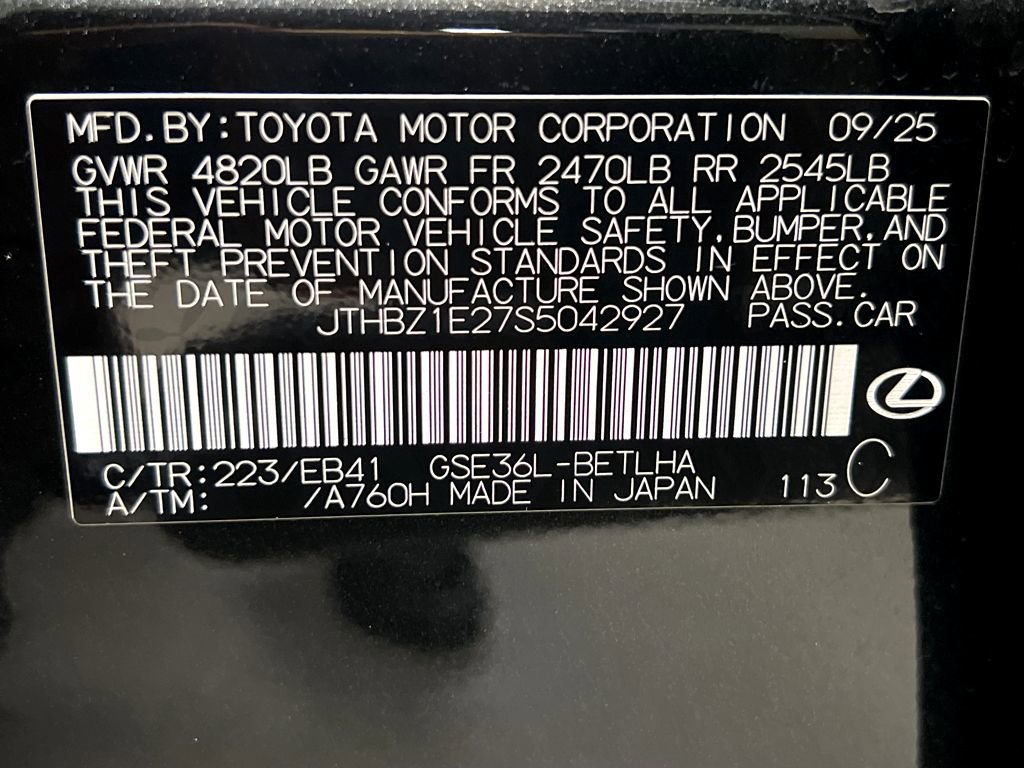 MFD.BY:TOYOTA MOTOR CORPORATION 09/25
GVWR 4820LB GAWR FR 2470LB RR 2545LB
THIS VEHICLE CONFORMS TO ALL APPLICABLE
FEDERAL MOTOR VEHICLE SAFETY,BUMPER,AND
THEFT PREVENTION STANDARDS IN EFFECT ON
THE DATE OF MANUFACTURE SHOWN ABOVE.
JTHBZ1E27S5042927 PASS.CAR
C/TR:223/EB41 GSE36L-BETLHA
A/TM: /A760H MADE IN JAPAN 113 C